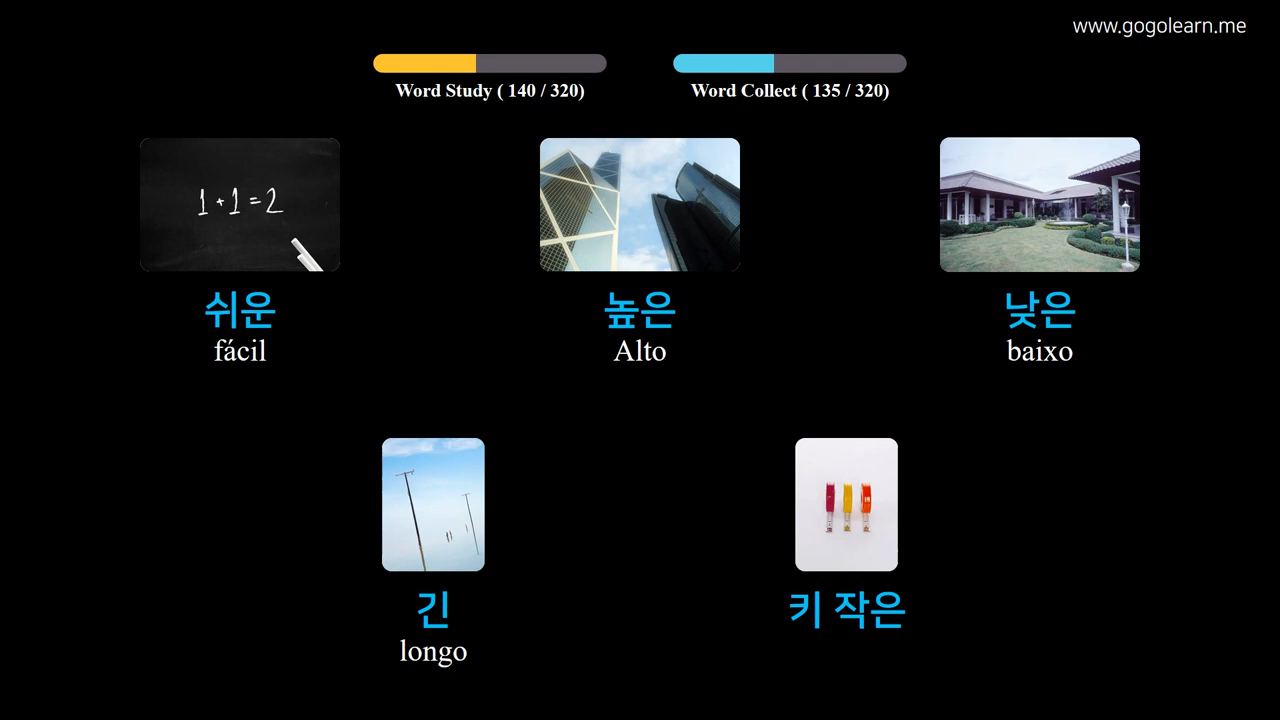 www.gogolearn.me
Word Study ( 140 / 320)
Word Collect ( 135 / 320)
1 + 1 = 2
쉬운
fácil
높은
Alto
낮은
baixo
긴
longo
키 작은